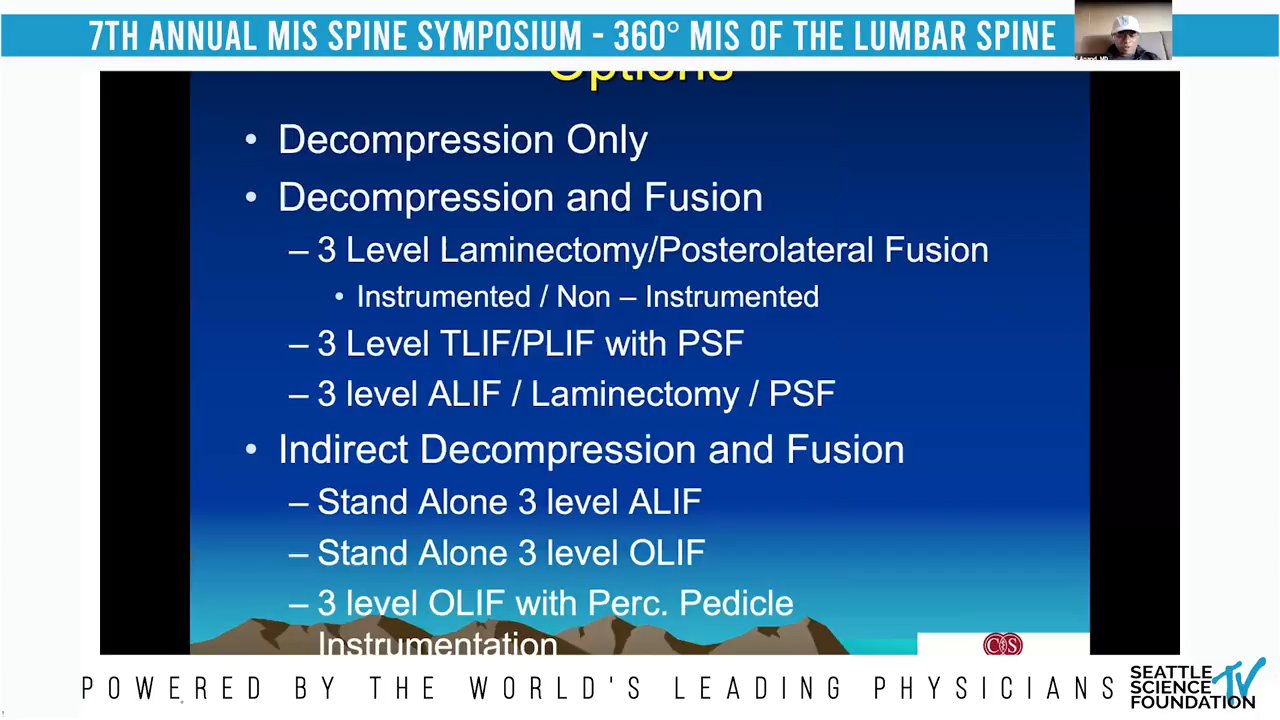 7TH ANNUAL MIS SPINE SYMPOSIUM - 360° MIS OF THE LUMBAR SPINE
Options
• Decompression Only
• Decompression and Fusion
– 3 Level Laminectomy/Posterolateral Fusion
• Instrumented / Non – Instrumented
– 3 Level TLIF/PLIF with PSF
– 3 level ALIF / Laminectomy / PSF
• Indirect Decompression and Fusion
– Stand Alone 3 level ALIF
– Stand Alone 3 level OLIF
– 3 level OLIF with Perc. Pedicle
Instrumentation
POWERED BY THE WORLD'S LEADING PHYSICIANS
SEATTLE
SCIENCE
FOUNDATION
TV